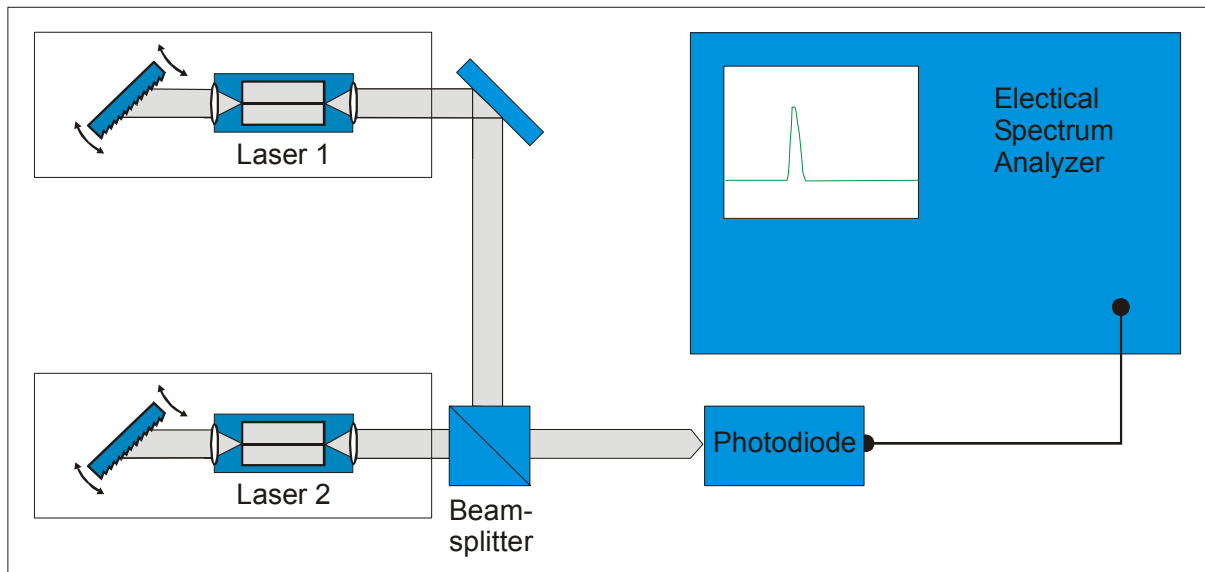 Laser 1
Electical
Spectrum
Analyzer
Laser 2
Beam-
splitter
Photodiode